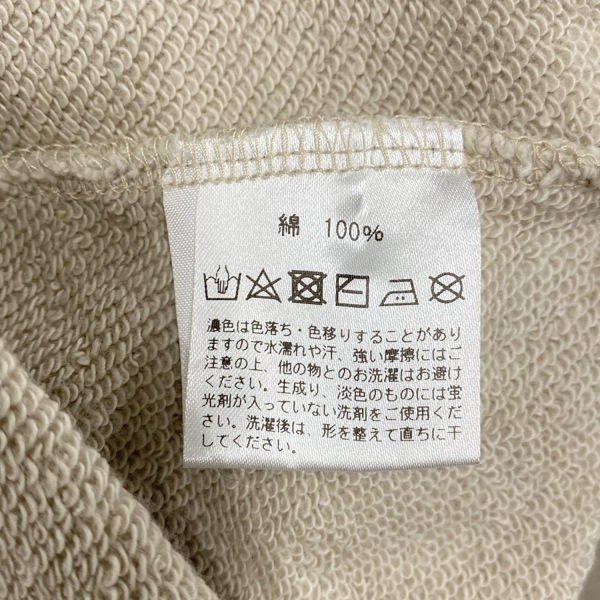 綿 100%
濃色は色落ち・色移りすることがあり
ますので水濡れや汗、強い摩擦にはご
注意の上、他の物とのお洗濯はお避け
ください。生成り、淡色のものには蛍
光剤が入っていない洗剤をご使用くだ
さい。洗濯後は、形を整えて直ちに干
してください。